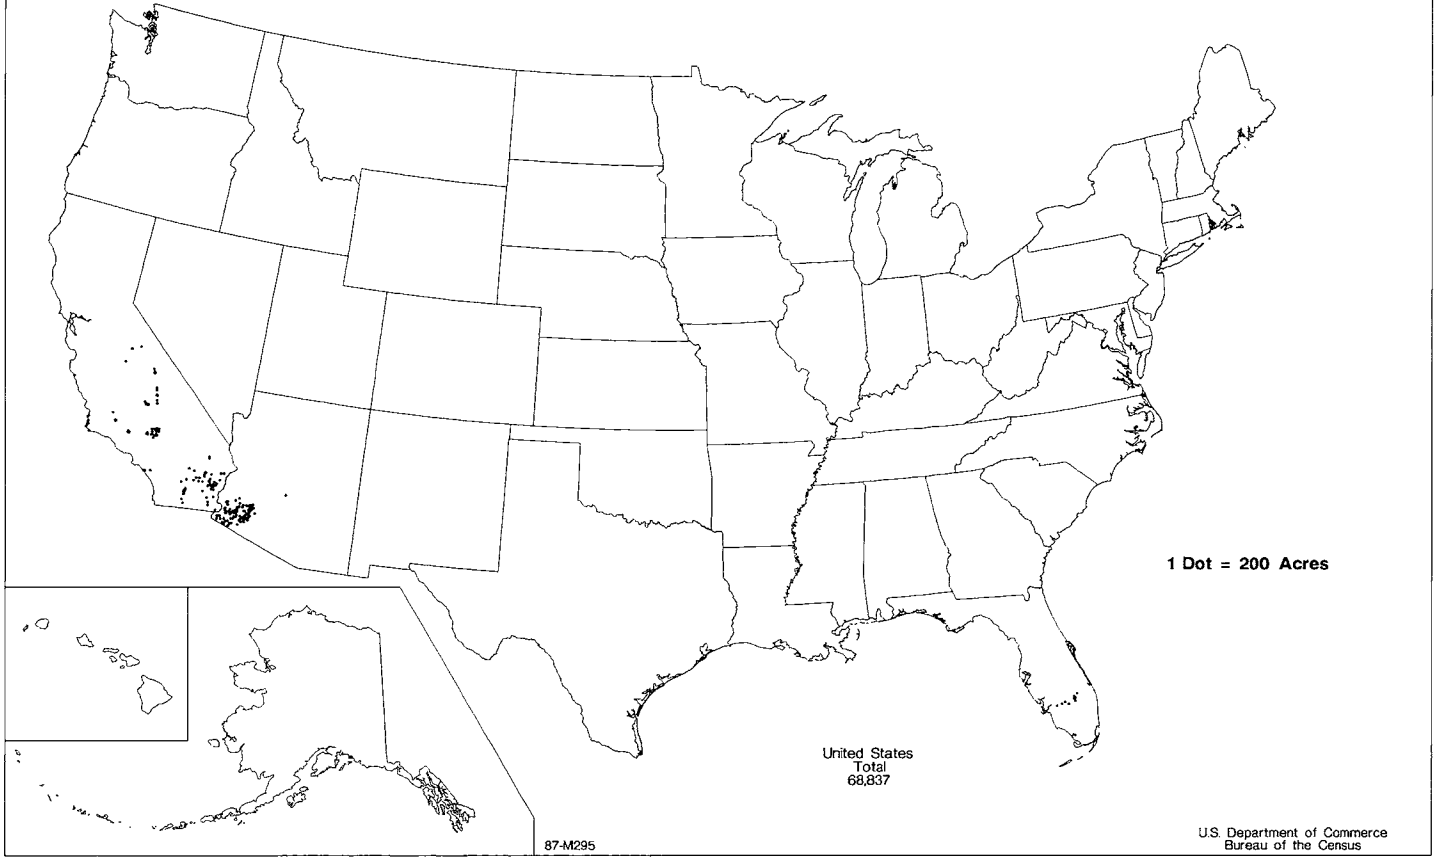 1 Dot = 200 Acres
United States
Total
68,837
87-M295
U.S. Department of Commerce
Bureau of the Census